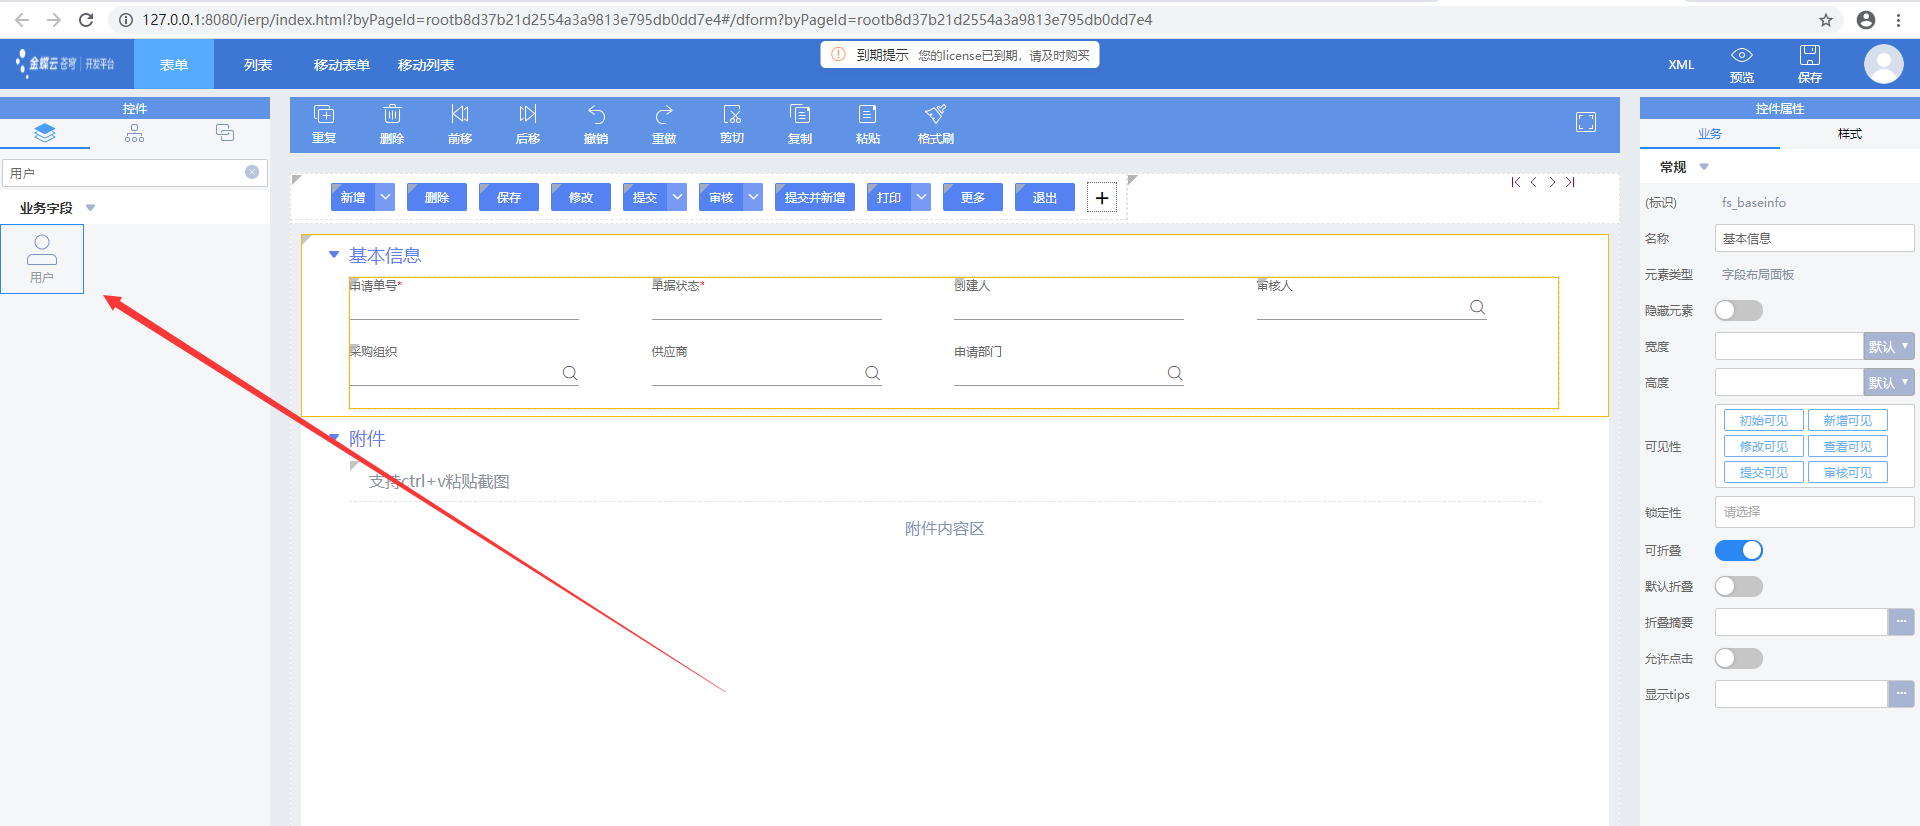 127.0.0.1:8080/ierp/index.html?byPageId=rootb8d37b21d2554a3a9813e795db0dd7e4#/dform?byPageId=rootb8d37b21d2554a3a9813e795db0dd7e4
金蝶云 苍穹 | 开发平台
表单
列表
移动表单
移动列表
到期提示 您的license已到期，请及时购买
XML
预览
保存
控件
用户
业务字段
用户
重复
删除
前移
后移
撤销
重做
剪切
复制
粘贴
格式刷
新增
删除
保存
修改
提交
审核
提交并新增
打印
更多
退出
基本信息
申请单号*
单据状态*
创建人
审核人
采购组织
供应商
申请部门
附件
支持ctrl+v粘贴截图
附件内容区
控件属性
业务
样式
常规
(标识) fs_baseinfo
名称 基本信息
元素类型 字段布局面板
隐藏元素
宽度 默认
高度 默认
可见性
初始可见 新增可见
修改可见 查看可见
提交可见 审核可见
锁定性 请选择
可折叠
默认折叠
折叠摘要 ...
允许点击
显示tips ...